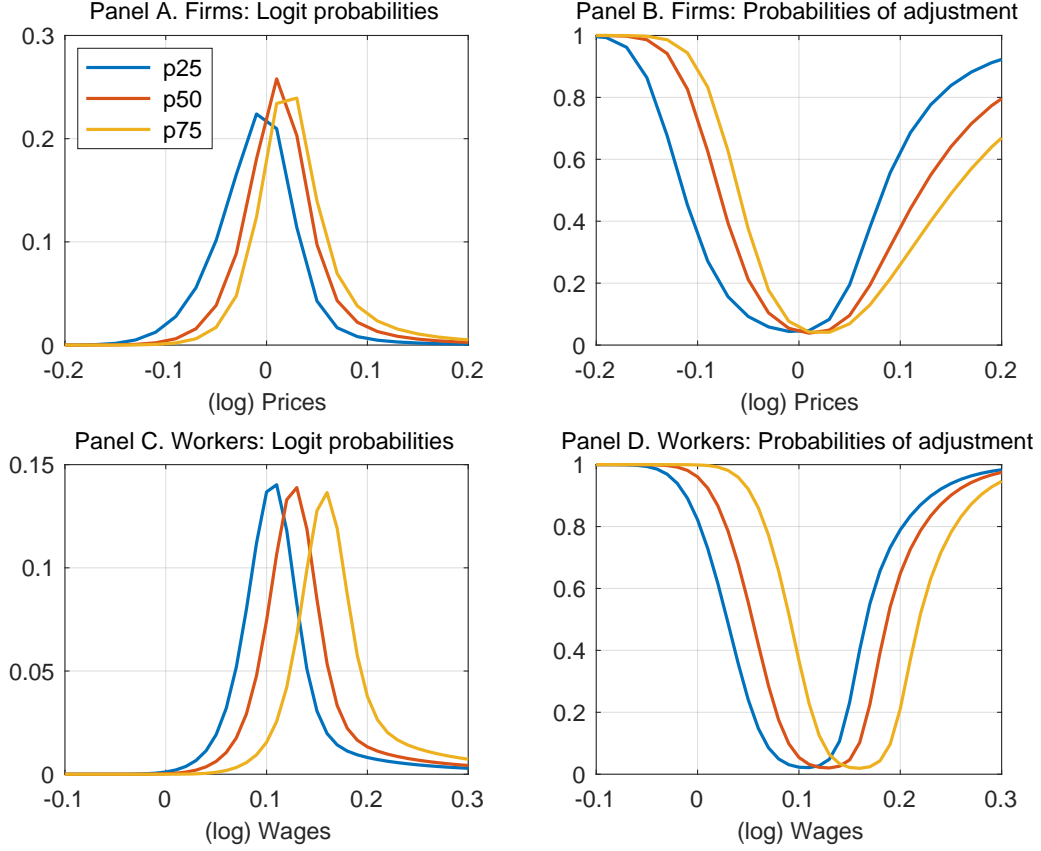 Panel A. Firms: Logit probabilities
0.3
0.2
0.1
0
p25
p50
p75
-0.2 -0.1 0 0.1 0.2
(log) Prices
Panel B. Firms: Probabilities of adjustment
1
0.8
0.6
0.4
0.2
0
-0.2 -0.1 0 0.1 0.2
(log) Prices
Panel C. Workers: Logit probabilities
0.15
0.1
0.05
0
-0.1 0 0.1 0.2 0.3
(log) Wages
Panel D. Workers: Probabilities of adjustment
1
0.8
0.6
0.4
0.2
0
-0.1 0 0.1 0.2 0.3
(log) Wages